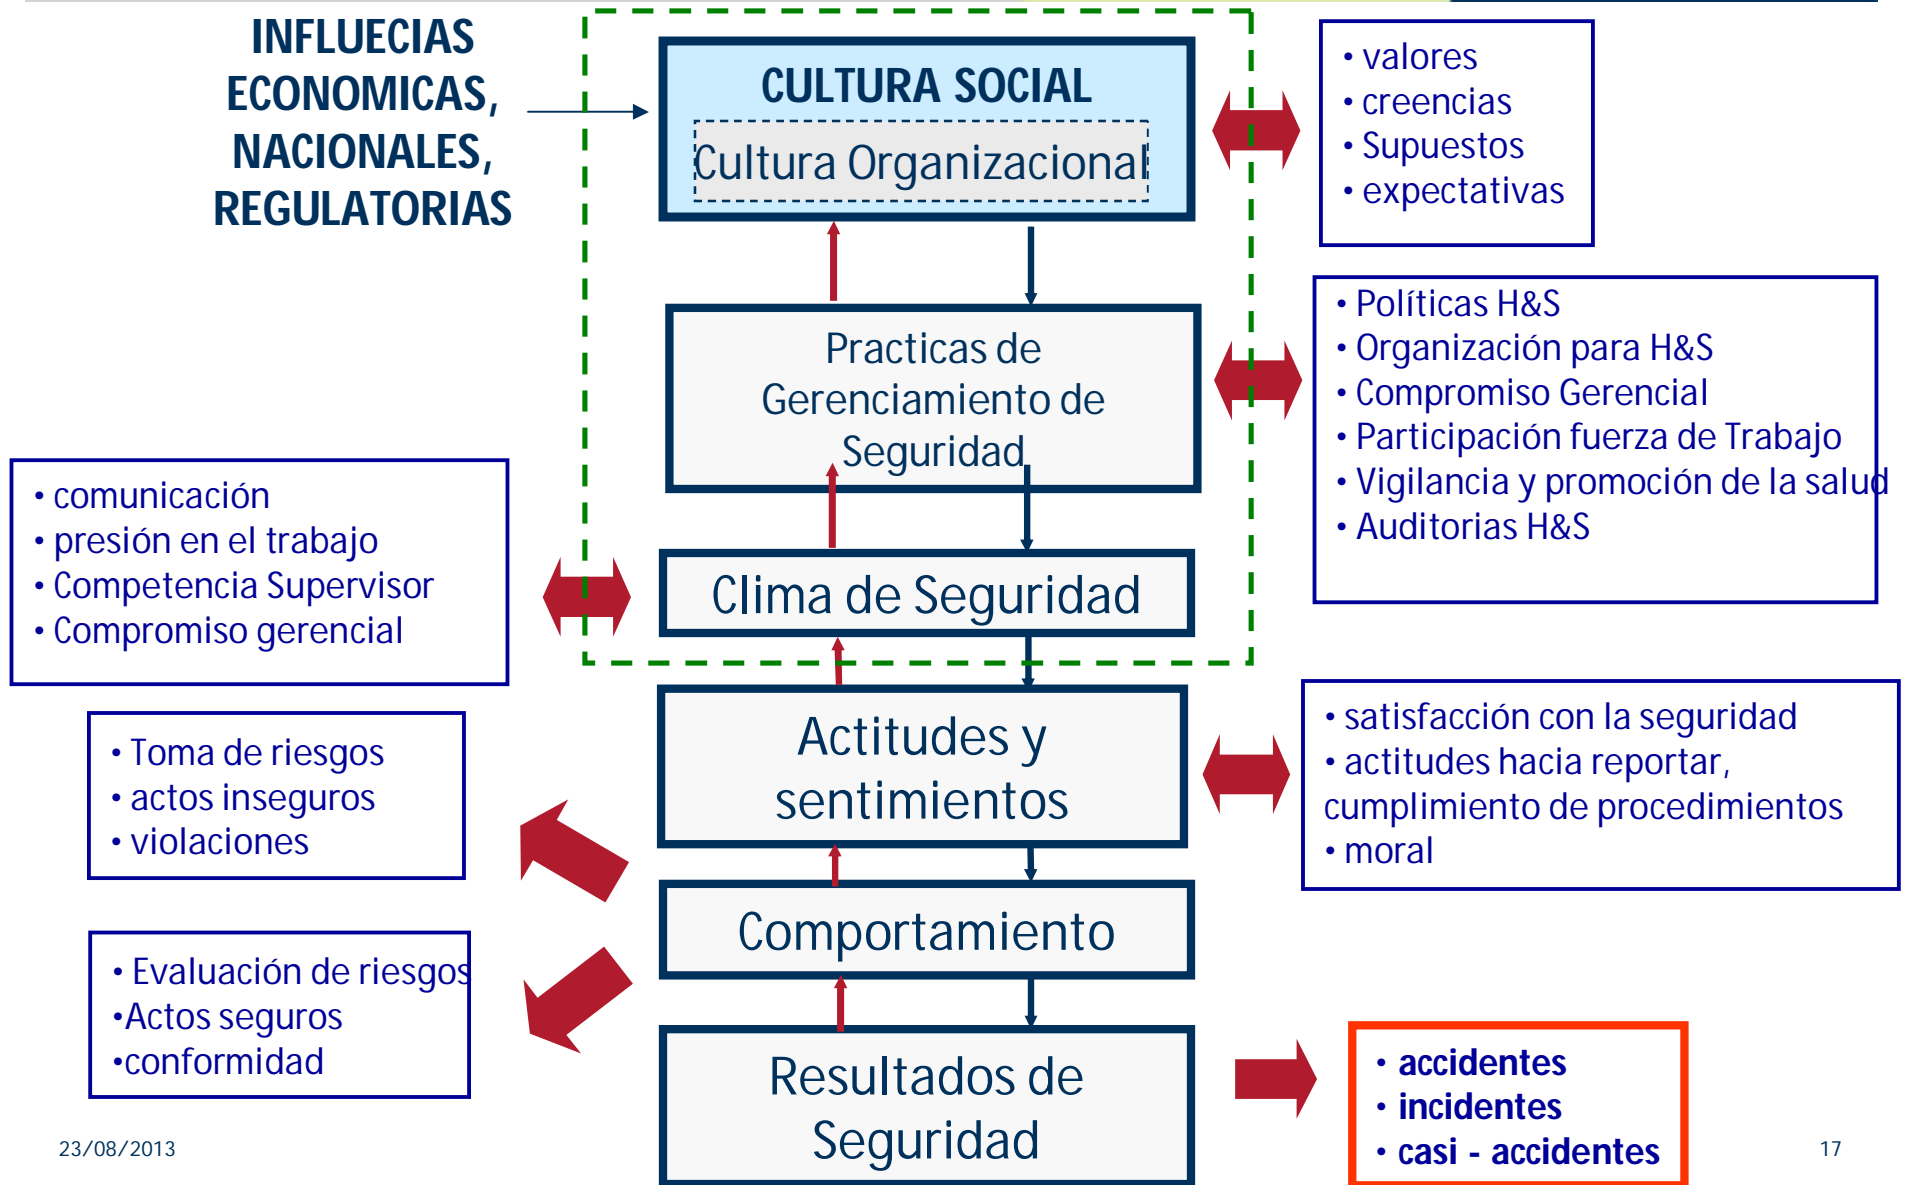 INFLUECIAS
ECONOMICAS,
NACIONALES,
REGULATORIAS
CULTURA SOCIAL
Cultura Organizacional
• valores
• creencias
• Supuestos
• expectativas
Practicas de
Gerenciamiento de
Seguridad
• Políticas H&S
• Organización para H&S
• Compromiso Gerencial
• Participación fuerza de Trabajo
• Vigilancia y promoción de la salud
• Auditorias H&S
• comunicación
• presión en el trabajo
• Competencia Supervisor
• Compromiso gerencial
Clima de Seguridad
Actitudes y
sentimientos
• satisfacción con la seguridad
• actitudes hacia reportar,
cumplimiento de procedimientos
• moral
• Toma de riesgos
• actos inseguros
• violaciones
Comportamiento
• Evaluación de riesgos
•Actos seguros
•conformidad
Resultados de
Seguridad
• accidentes
• incidentes
• casi - accidentes
23/08/2013
17